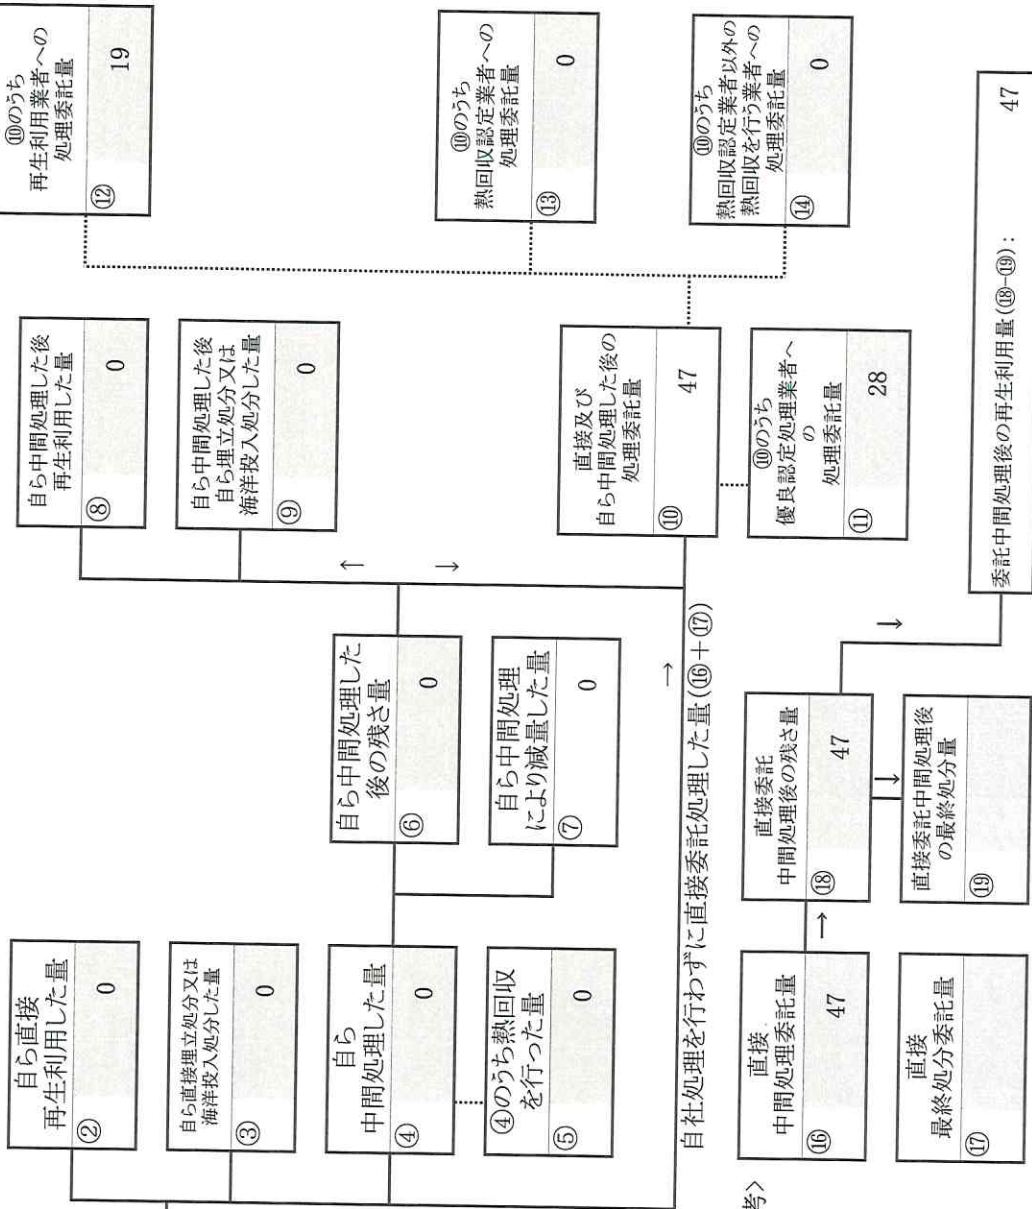 自ら直接
再生利用した量
② 0
自ら直接埋立処分又は
海洋投入処分した量
③ 0
自ら
中間処理した量
④ 0
④のうち熱回収
を行った量
⑤ 0
自ら中間処理した
後の残さ量
⑥ 0
自ら中間処理
により減量した量
⑦ 0
自ら中間処理した後
再生利用した量
⑧ 0
自ら中間処理した後
自ら埋立処分又は
海洋投入処分した量
⑨ 0
↑
↓
→
自社処理を行わずに直接委託処理した量(⑯+⑰)
直接及び
自ら中間処理した後の
処理委託量
⑩ 47
⑩のうち
優良認定処理業者へ
の
処理委託量
⑪ 28
⑩のうち
再生利用業者への
処理委託量
⑫ 19
⑩のうち
熱回収認定業者への
処理委託量
⑬ 0
⑩のうち
熱回収認定業者以外の
熱回収を行う業者への
処理委託量
⑭ 0
考>
直接
中間処理委託量
⑯ 47
→
直接
最終処分委託量
⑰
直接委託
中間処理後の残さ量
⑱ 47
↓
直接委託中間処理後
の最終処分量
⑲
↓
委託中間処理後の再生利用量(⑱-⑲): 47